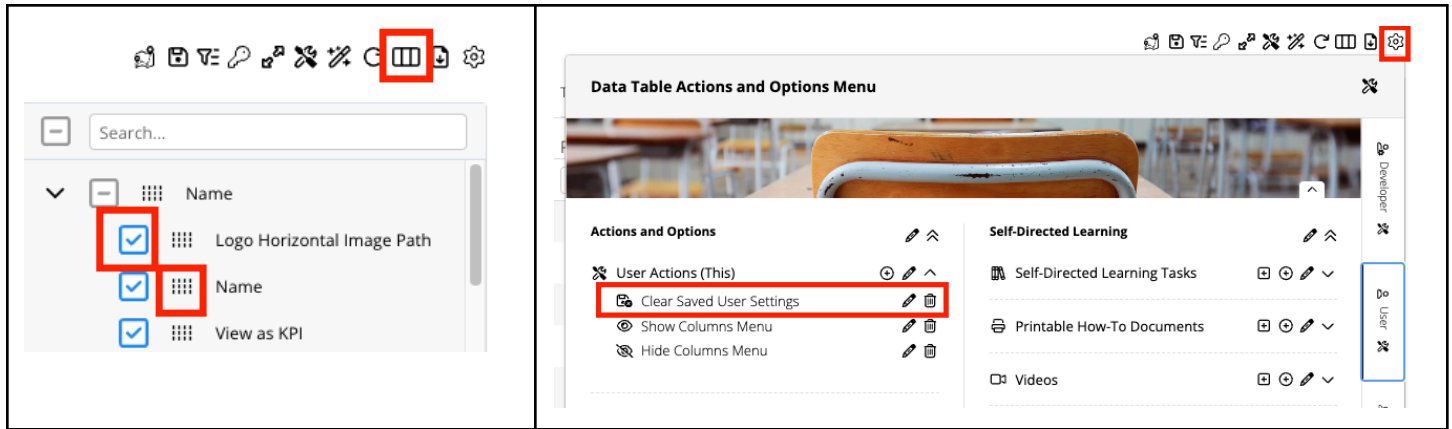 Search...
Name
Logo Horizontal Image Path
Name
View as KPI
Data Table Actions and Options Menu
Developer
User
Actions and Options
User Actions (This)
Clear Saved User Settings
Show Columns Menu
Hide Columns Menu
Self-Directed Learning
Self-Directed Learning Tasks
Printable How-To Documents
Videos